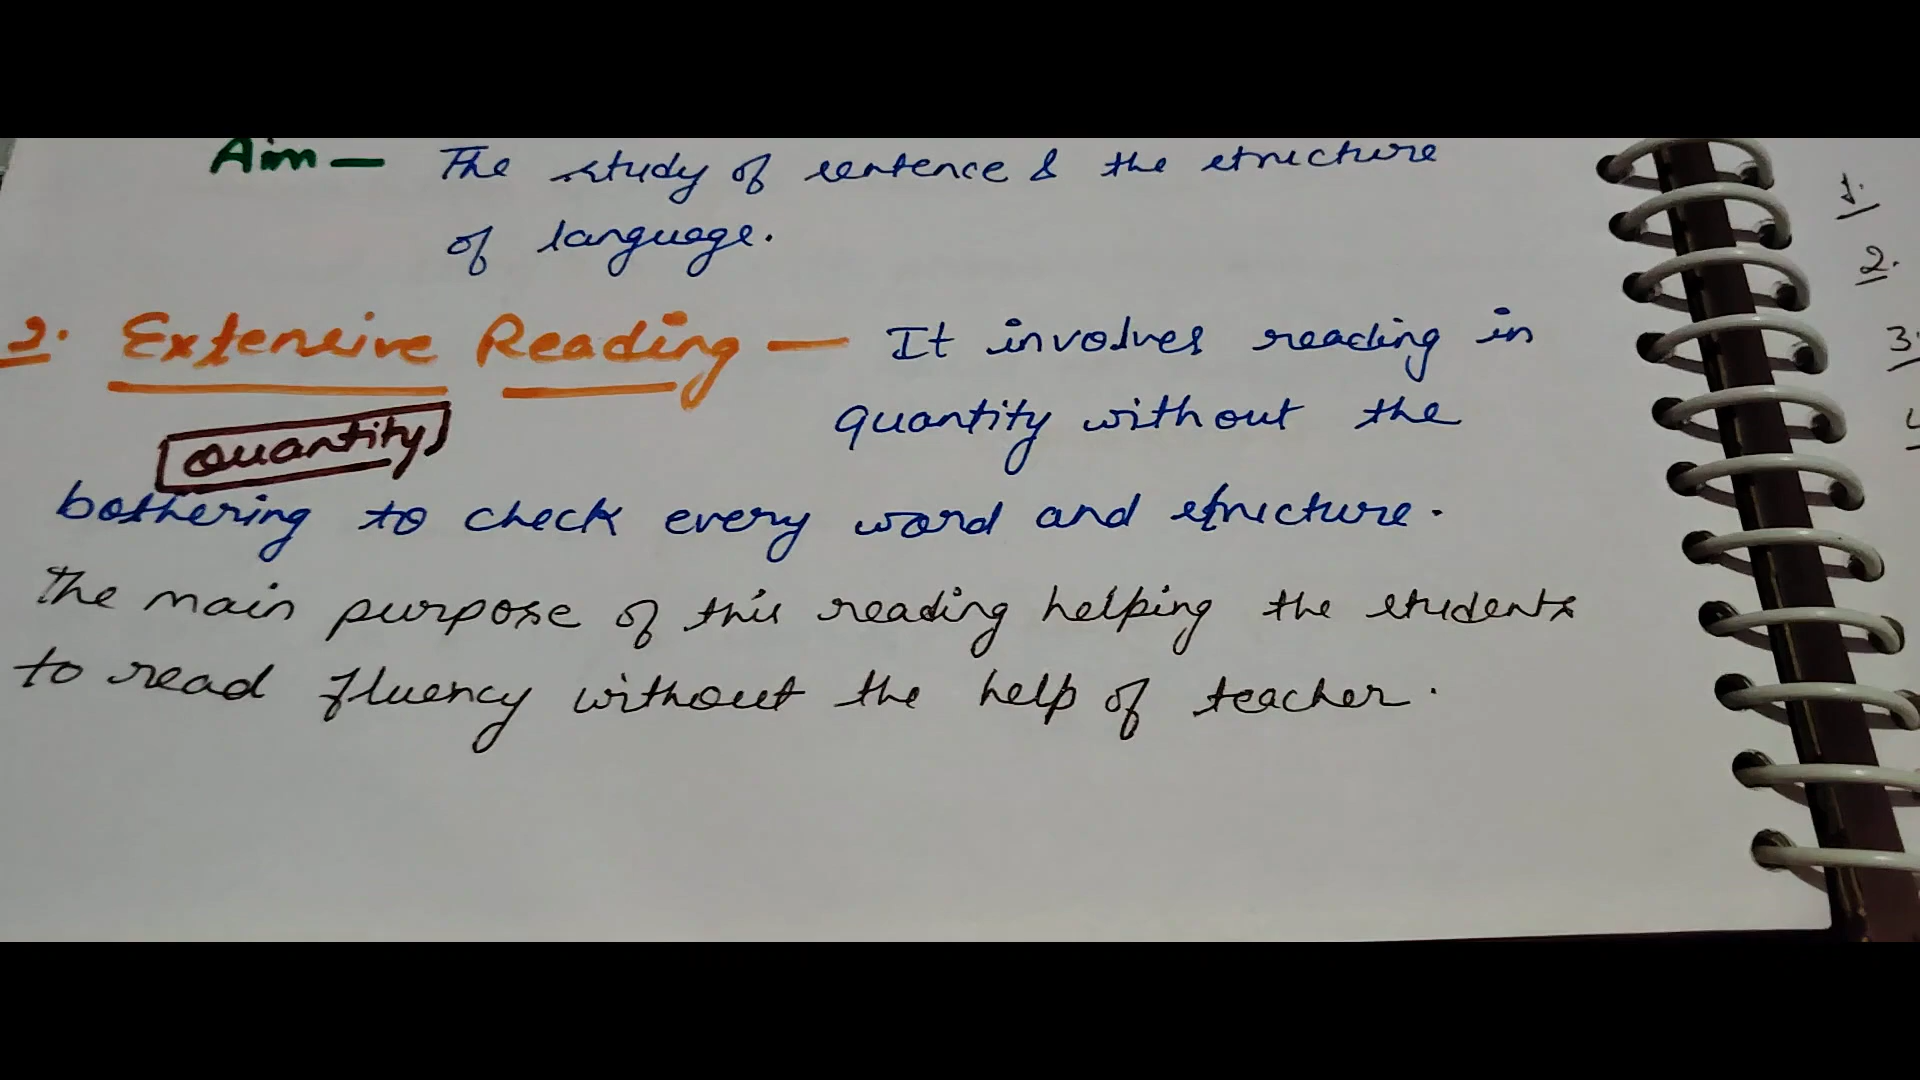 Aim — The study of sentence & the structure
of language.
2. Extensive Reading — It involves reading in
Quantity
quantity without the
bothering to check every word and structure.
The main purpose of this reading helping the students
to read fluency without the help of teacher.
1.
2.
3.